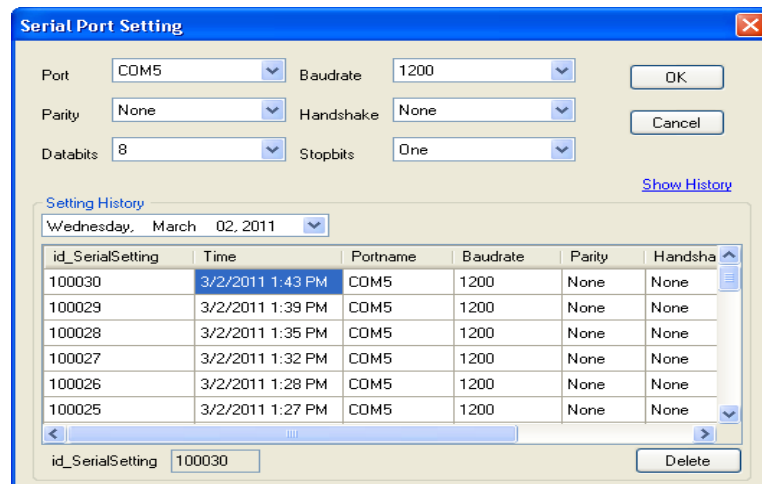 Serial Port Setting
Port COM5 Baudrate 1200 OK
Parity None Handshake None Cancel
Databits 8 Stopbits One
Show History
Setting History
Wednesday, March 02, 2011
id_SerialSetting Time Portname Baudrate Parity Handsha
100030 3/2/2011 1:43 PM COM5 1200 None None
100029 3/2/2011 1:39 PM COM5 1200 None None
100028 3/2/2011 1:35 PM COM5 1200 None None
100027 3/2/2011 1:32 PM COM5 1200 None None
100026 3/2/2011 1:28 PM COM5 1200 None None
100025 3/2/2011 1:27 PM COM5 1200 None None
id_SerialSetting 100030 Delete